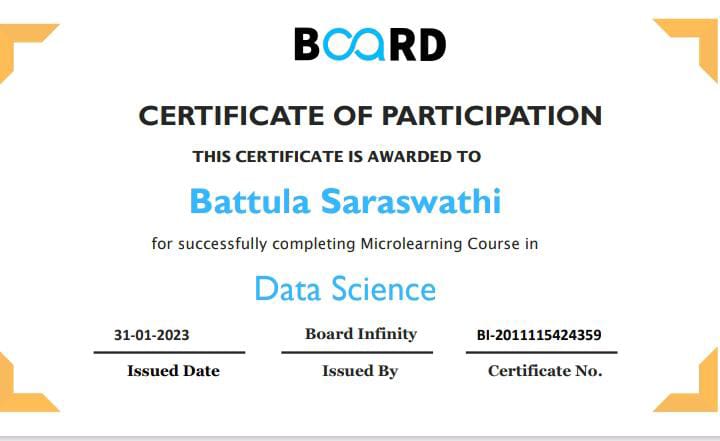 BOARD
CERTIFICATE OF PARTICIPATION
THIS CERTIFICATE IS AWARDED TO
Battula Saraswathi
for successfully completing Microlearning Course in
Data Science
31-01-2023 Board Infinity BI-2011115424359
Issued Date Issued By Certificate No.